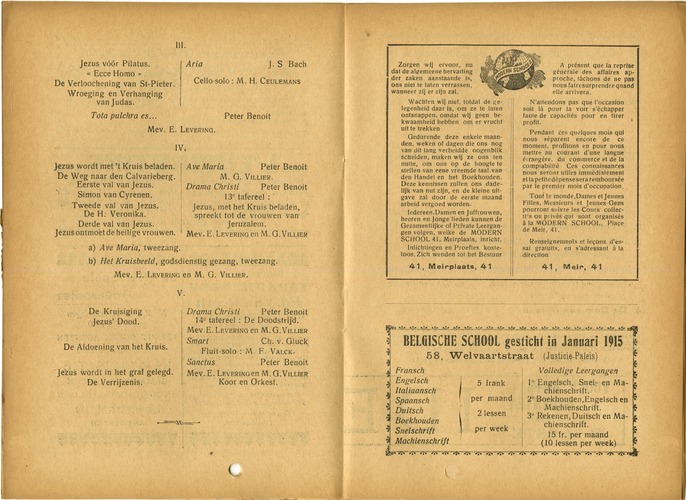 III.
Jezus vóór Pilatus.
« Ecce Homo »
De Verloochening van St-Pieter.
Wroeging en Verhanging
van Judas.
Aria J. S Bach
Cello-solo : M. H. CEULEMANS.
Tota pulchra es... Peter Benoit
Mev. E. LEVERING.
IV,
Jezus wordt met 't Kruis beladen.
De Weg naar den Calvarieberg.
Eerste val van Jezus.
Simon van Cyrenen.
Tweede val van Jezus.
De H: Veronika.
Derde val van Jezus.
Jezus ontmoet de heilige vrouwen.
Ave Maria Peter Benoit
M. G. VILLIER.
Drama Christi Peter Benoit
13e tafereel :
Jezus, met het Kruis beladen,
spreekt tot de vrouwen van
Jerusalem.
Mev. E. LEVERING en M. G VILLIER
a) Ave Maria, tweezang.
b) Het Kruisbeeld, godsdienstig gezang, tweezang.
Mev. E. LEVERING en M. G. VILLIER.
V.
De Kruisiging
Jezus' Dood.
De Afdoening van het Kruis.
Jezus wordt in het graf gelegd.
De Verrijzenis.
Drama Christi Peter Benoit
14e tafereel : De Doodstrijd.
Mev. E. LEVERING en M. G. VILLIER
Smart Ch. v. Gluck
Fluit-solo : M. F. VALCK.
Sanctus Peter Benoit
Mev. E. LEVERING en M. G. VILLIER
Koor en Orkest.
MODERN SCHOOL
Zorgen wij ervoor, nu
dat de algemeene hervatting
der zaken aanstaande is,
ons niet te laten verrassen,
wanneer zij er zijn zal.
Wachten wij niet, totdat de gelegenheid
daar is, om ze te laten
ontsnappen, omdat wij geen bekwaamheid
hebben om er vrucht
uit te trekken
Gedurende deze enkele maanden,
weken of dagen die ons nog
van dit lang verbeide oogenblik
scheiden, maken wij ze ons ten
nutte, om ons op de hoogte te
stellen van eene vreemde taal van
den Handel en het Boekhouden.
Deze kennissen zullen ons dadelijk
van nut zijn, en de kleine uitgave
zal door de eerste maand
arbeid vergoed worden.
Iedereen, Damen en Juffrouwen,
heeren en Jonge lieden kunnen de
Gezamentlijke of Private Leergangen
volgen, welke de MODERN
SCHOOL 41, Meirplaats, inricht.
Inlichtingen en Proefles kosteloos.
Zich wenden tot het Bestuur
41, Meirplaats, 41
A présent que la reprise
générale des affaires approche,
tâchons de ne pas
nous faire surprendre quand
elle arrivera.
N'attendons pas que l'occasion
soit là pour la voir s'échapper
faute de capacités pour en tirer
profit.
Pendant ces quelques mois qui
nous séparent encore de ce
moment, profitons en pour nous
mettre au courant d'une langue
étrangère, du commerce et de la
comptabilité Ces connaissances
nous seront utiles immédiatement
et la petite dépense sera remboursée
par le premier mois d'occupation.
Tout le monde, Dames et Jeunes
Filles, Messieurs et Jeunes-Gens
pourront suivre les Cours collectifs
ou privés qui sont organisés
à la MODERN SCHOOL, Place
de Meir, 41.
Renseignements et leçon d'essai
gratuits, en s'adressant à la
direction
41, Meir, 41
BELGISCHE SCHOOL gesticht in Januari 1915
58, Welvaartstraat (Justicie-Paleis)
Fransch
Engelsch
Italiaansch
Spaansch
Duitsch
Boekhouden
Snelschrift
Machienschrift
5 frank
per maand
2 lessen
per week
Volledige Leergangen
1e Engelsch, Snel- en Machienschrift.
2e Boekhouden, Engelsch en
Machienschrift.
3e Rekenen, Duitsch en Machienschrift.
15 fr. per maand
(10 lessen per week)